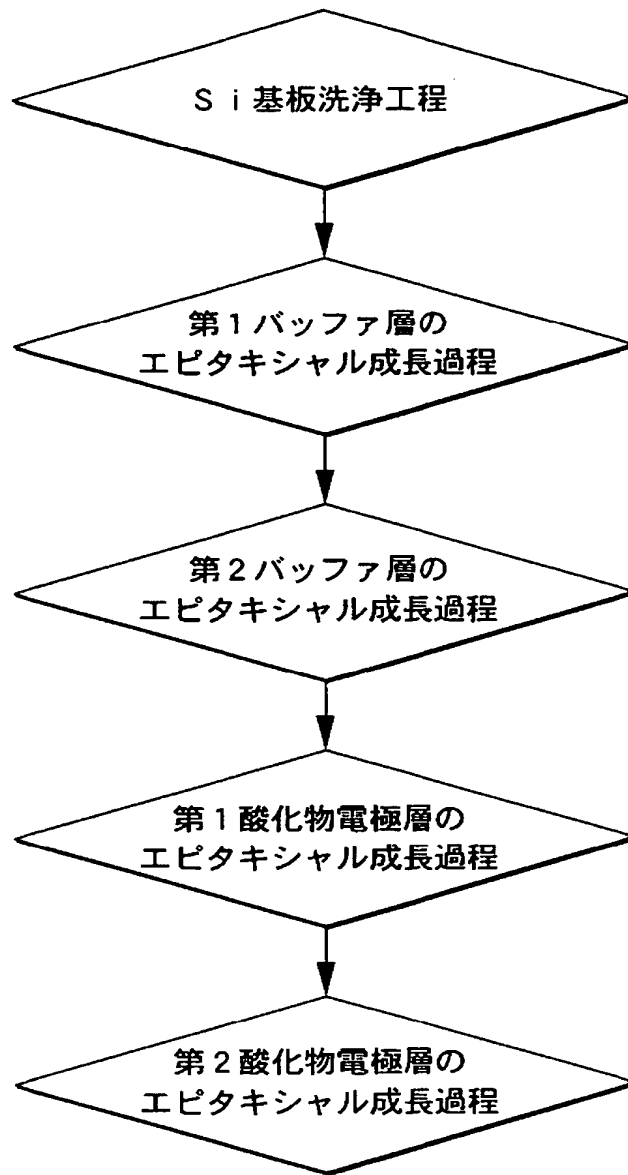 Ｓｉ基板洗浄工程
第１バッファ層の
エピタキシャル成長過程
第２バッファ層の
エピタキシャル成長過程
第１酸化物電極層の
エピタキシャル成長過程
第２酸化物電極層の
エピタキシャル成長過程